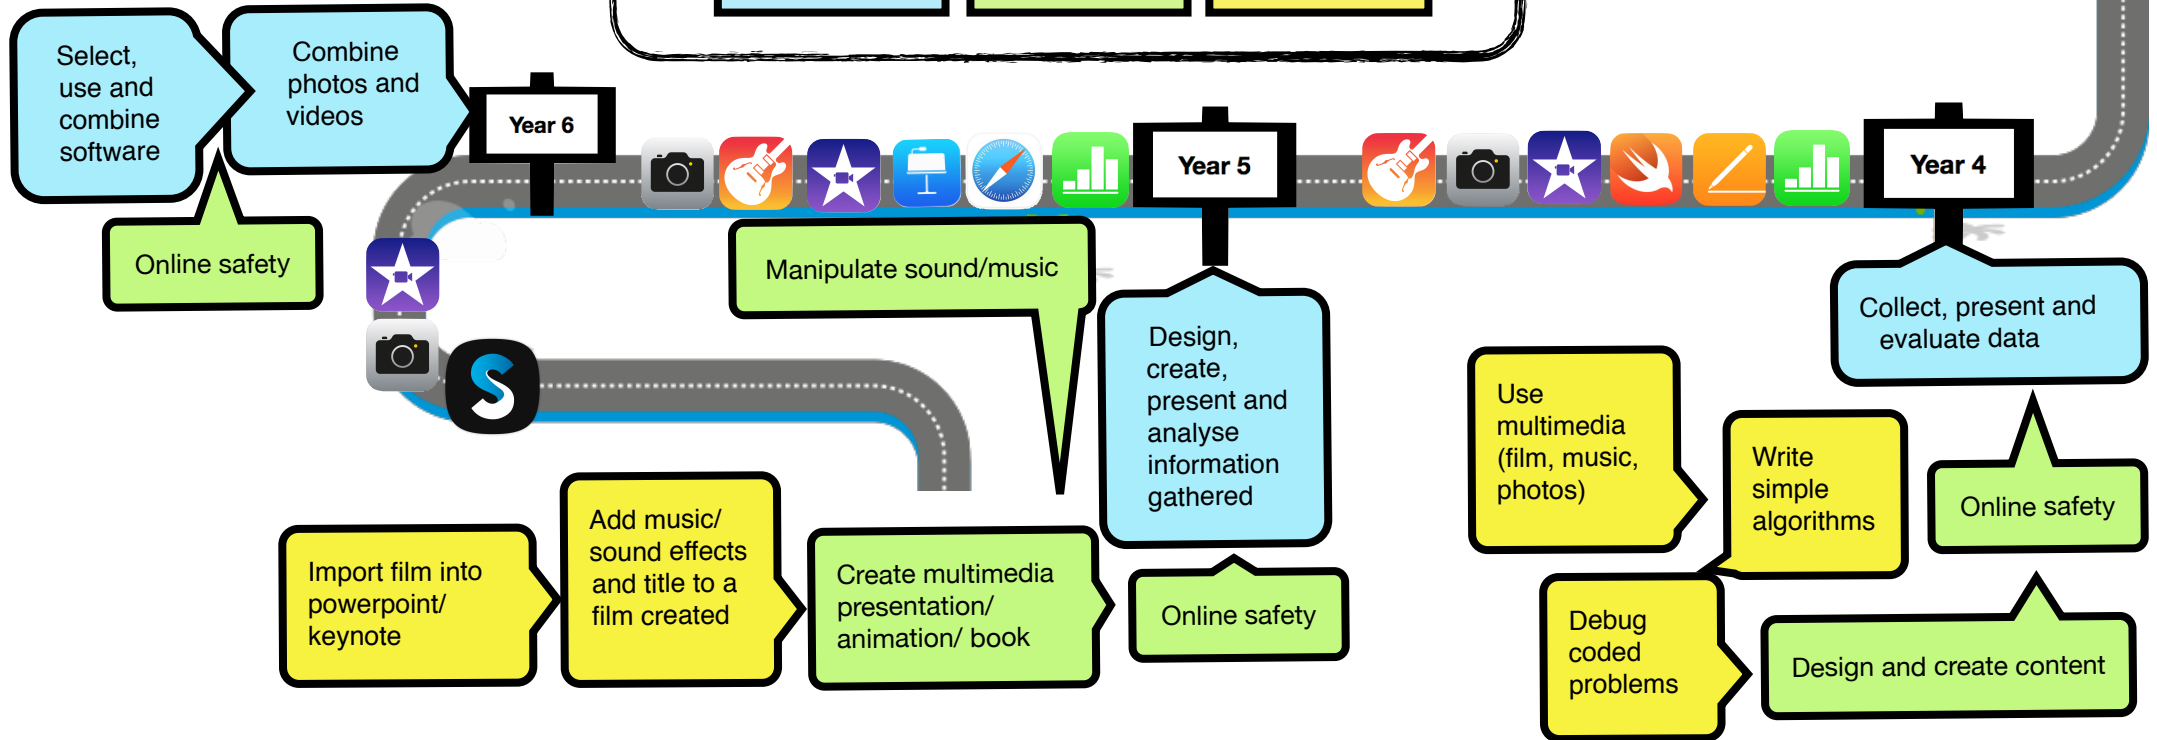 Select,
use and
combine
software
Combine
photos and
videos
Year 6
Year 5
Year 4
Online safety
Manipulate sound/music
Design,
create,
present and
analyse
information
gathered
Collect, present and
evaluate data
Use
multimedia
(film, music,
photos)
Write
simple
algorithms
Online safety
Import film into
powerpoint/
keynote
Add music/
sound effects
and title to a
film created
Create multimedia
presentation/
animation/ book
Online safety
Debug
coded
problems
Design and create content